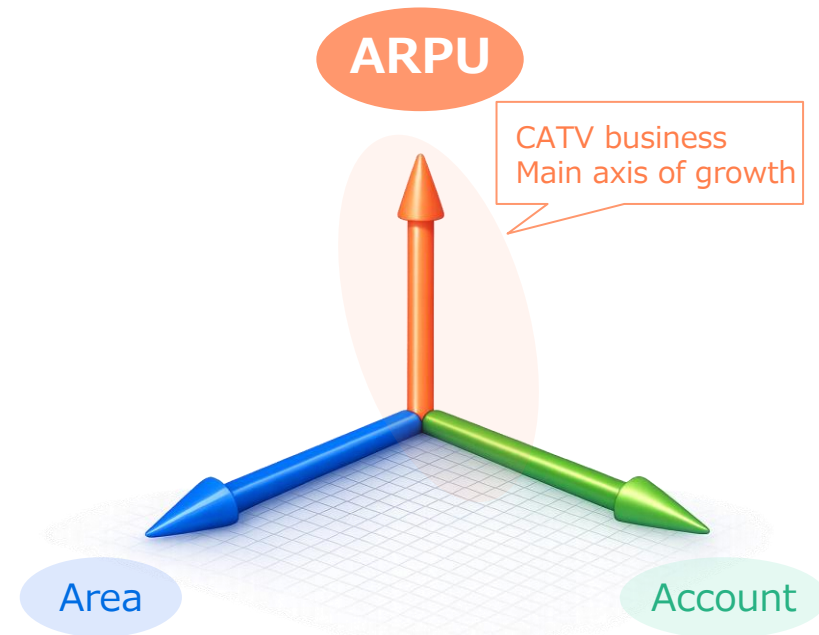 ARPU
CATV business
Main axis of growth
Area
Account